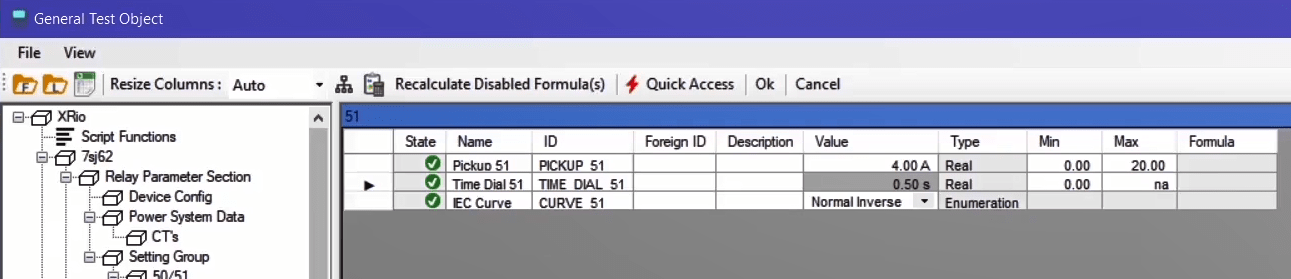 General Test Object
File View
Resize Columns : Auto Recalculate Disabled Formula(s) Quick Access Ok Cancel
XRio
Script Functions
7sj62
Relay Parameter Section
Device Config
Power System Data
CT's
Setting Group
50/51
51
State Name ID Foreign ID Description Value Type Min Max Formula
Pickup 51 PICKUP_51 4.00 A Real 0.00 20.00
Time Dial 51 TIME_DIAL_51 0.50 s Real 0.00 na
IEC Curve CURVE_51 Normal Inverse Enumeration